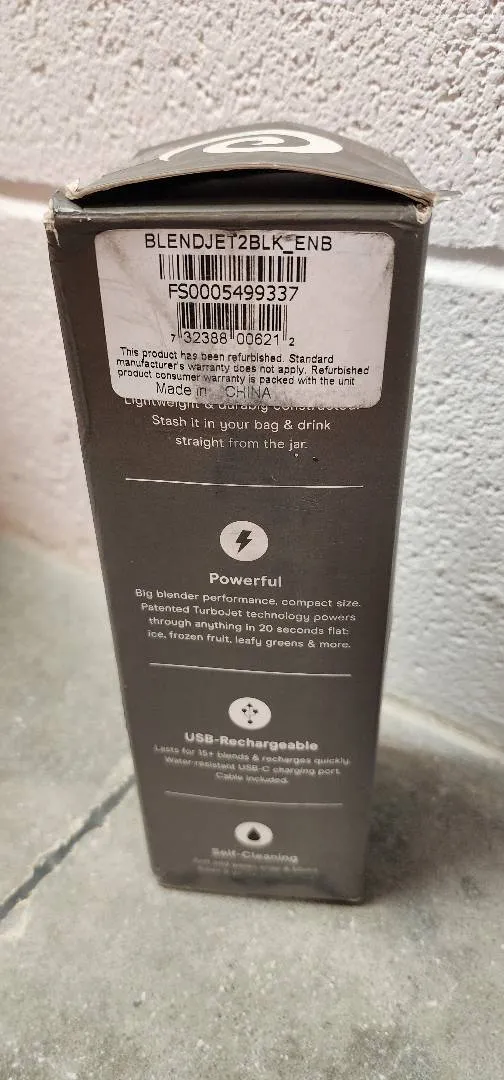 BLENDJET2BLK_ENB
FS0005499337
7 32388 00621 2
This product has been refurbished. Standard
manufacturer's warranty does not apply. Refurbished
product consumer warranty is packed with the unit
Made in CHINA
Lightweight & durably
Stash it in your bag & drink
straight from the jar.
Powerful
Big blender performance, compact size.
Patented TurboJet technology powers
through anything in 20 seconds flat:
ice, frozen fruit, leafy greens & more.
USB-Rechargeable
Lasts for 15+ blends & recharges quickly.
Water-resistant USB-C charging port.
Cable included.
Self-Cleaning